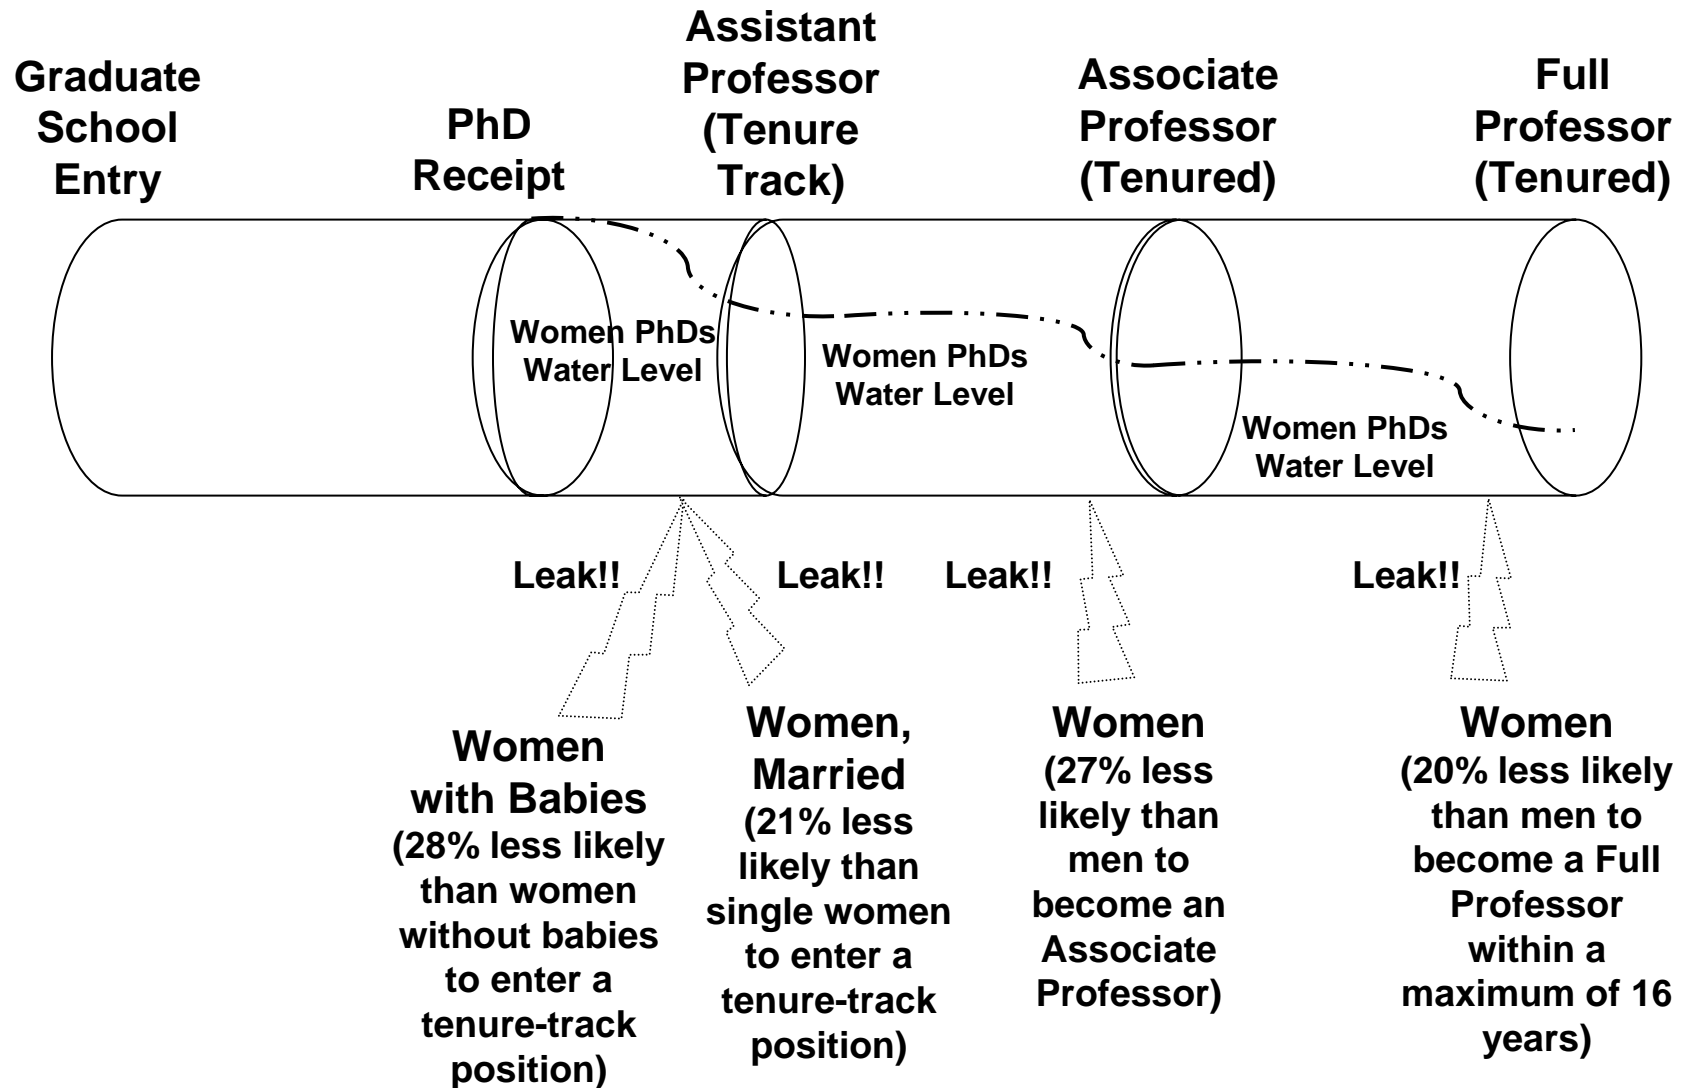 Graduate
School
Entry
PhD
Receipt
Assistant
Professor
(Tenure
Track)
Associate
Professor
(Tenured)
Full
Professor
(Tenured)
Women PhDs
Water Level
Women PhDs
Water Level
Women PhDs
Water Level
Leak!!
Leak!!
Leak!!
Leak!!
Women
with Babies
(28% less likely
than women
without babies
to enter a
tenure-track
position)
Women,
Married
(21% less
likely than
single women
to enter a
tenure-track
position)
Women
(27% less
likely than
men to
become an
Associate
Professor)
Women
(20% less likely
than men to
become a Full
Professor
within a
maximum of 16
years)